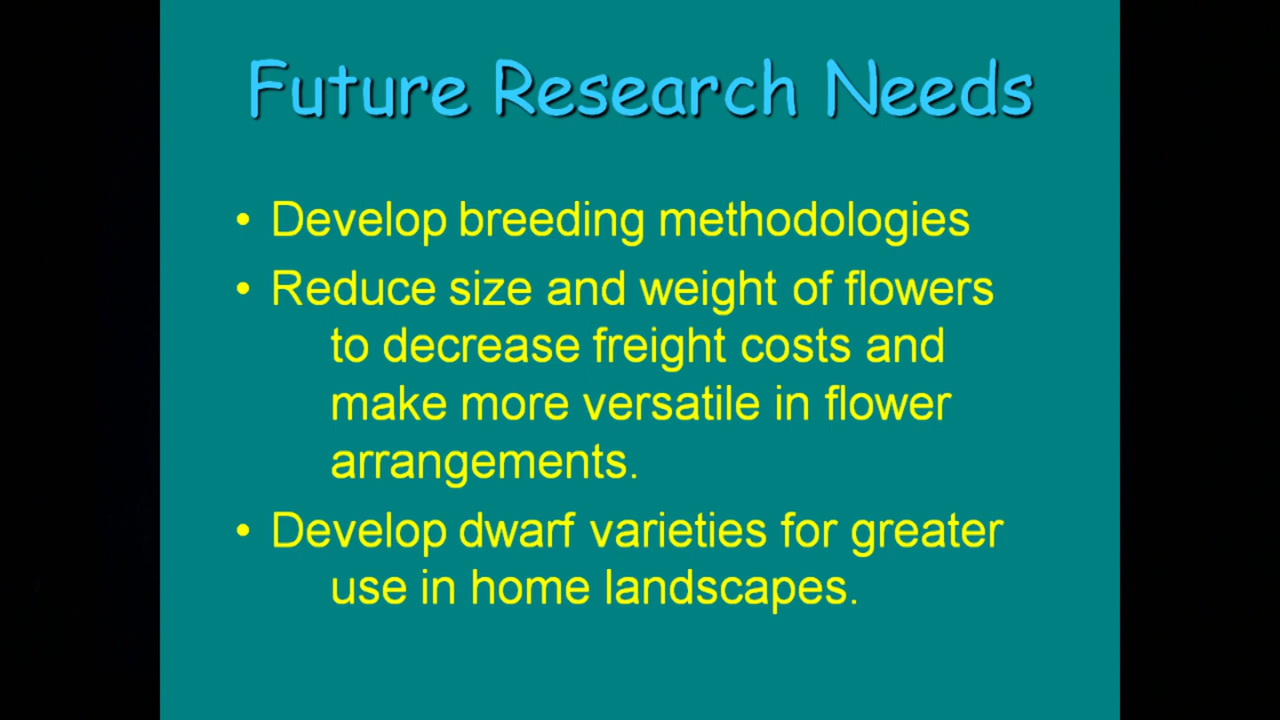 Future Research Needs
• Develop breeding methodologies
• Reduce size and weight of flowers
to decrease freight costs and
make more versatile in flower
arrangements.
• Develop dwarf varieties for greater
use in home landscapes.